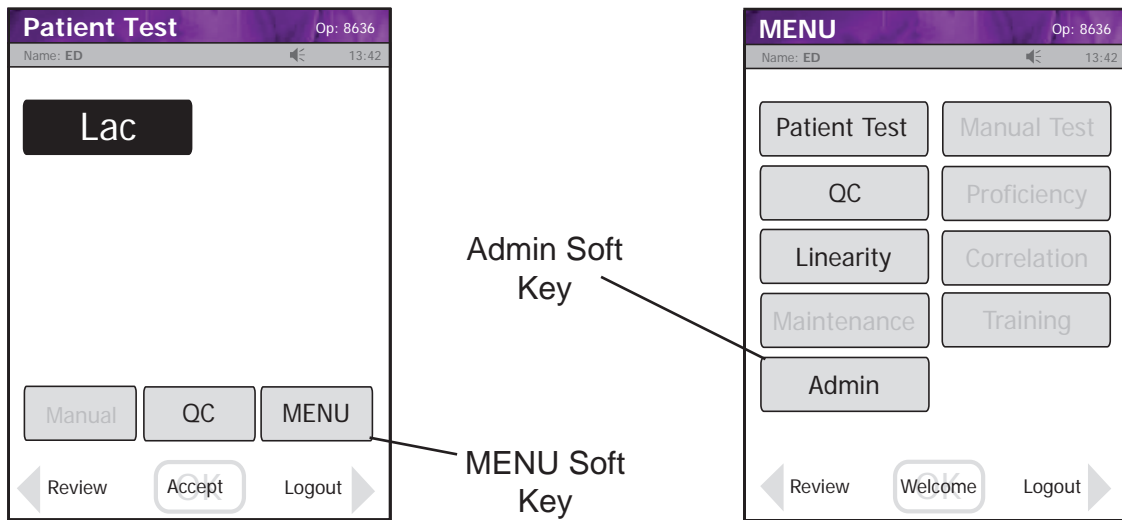 Patient Test
Op: 8636
Name: ED
13:42
Lac
Manual
QC
MENU
Review
OK
Accept
Logout
Admin Soft
Key
MENU Soft
Key
MENU
Op: 8636
Name: ED
13:42
Patient Test
Manual Test
QC
Proficiency
Linearity
Correlation
Maintenance
Training
Admin
Review
OK
Welcome
Logout